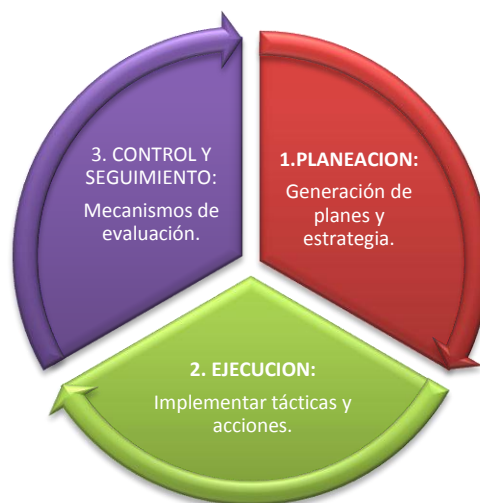 1.PLANEACION:
Generación de
planes y
estrategia.
2. EJECUCION:
Implementar tácticas y
acciones.
3. CONTROL Y
SEGUIMIENTO:
Mecanismos de
evaluación.